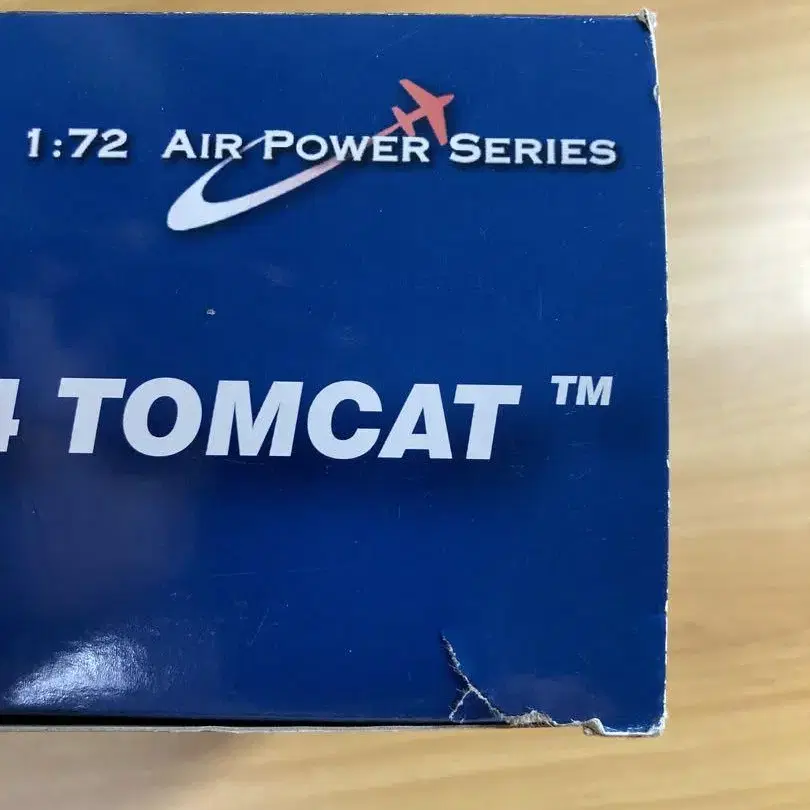 1:72 AIR POWER SERIES
4 TOMCAT ™